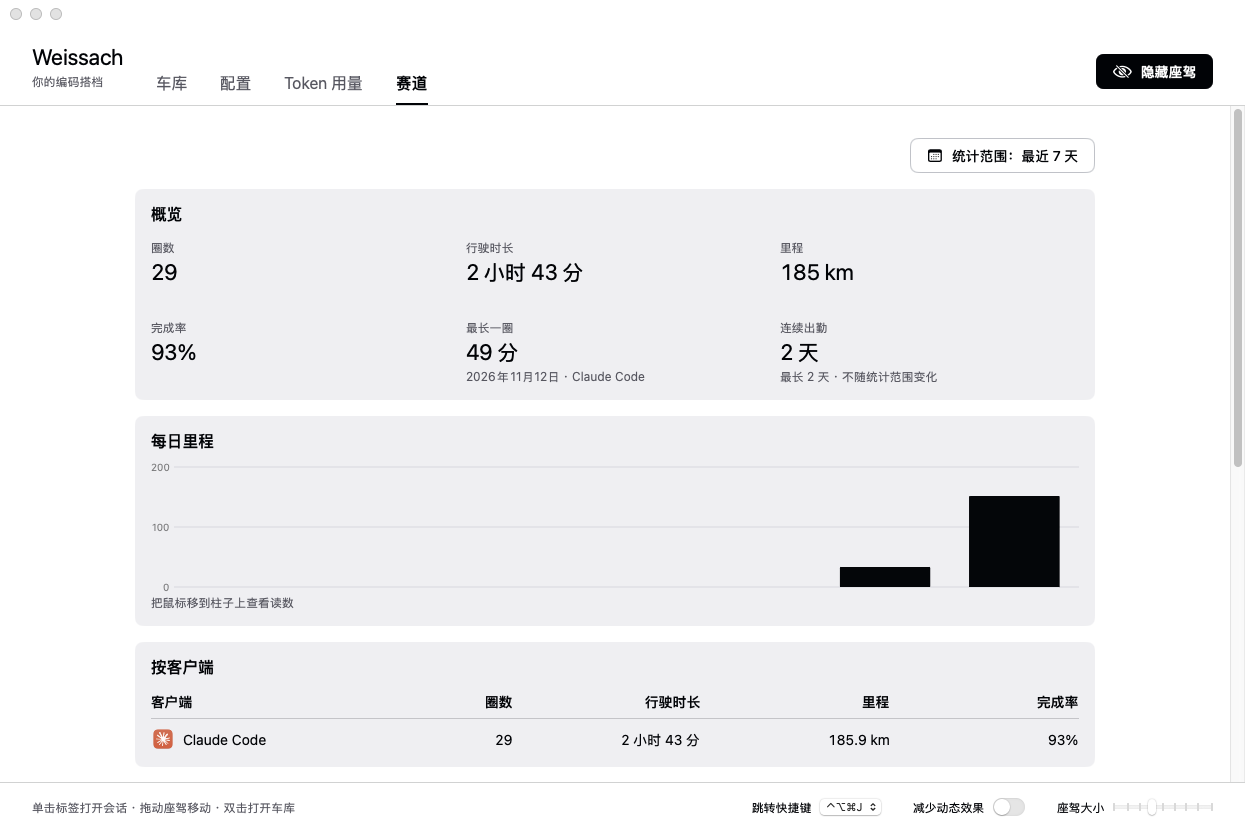 Weissach
你的编码搭档
车库 配置 Token 用量 赛道
隐藏座驾
统计范围：最近 7 天
概览
圈数 行驶时长 里程
29 2 小时 43 分 185 km
完成率 最长一圈 连续出勤
93% 49 分 2 天
2026年11月12日 · Claude Code 最长 2 天 · 不随统计范围变化
每日里程
200
100
0
把鼠标移到柱子上查看读数
按客户端
客户端 圈数 行驶时长 里程 完成率
Claude Code 29 2 小时 43 分 185.9 km 93%
单击标签打开会话 · 拖动座驾移动 · 双击打开车库 跳转快捷键 ^⌥⌘J 减少动态效果 座驾大小